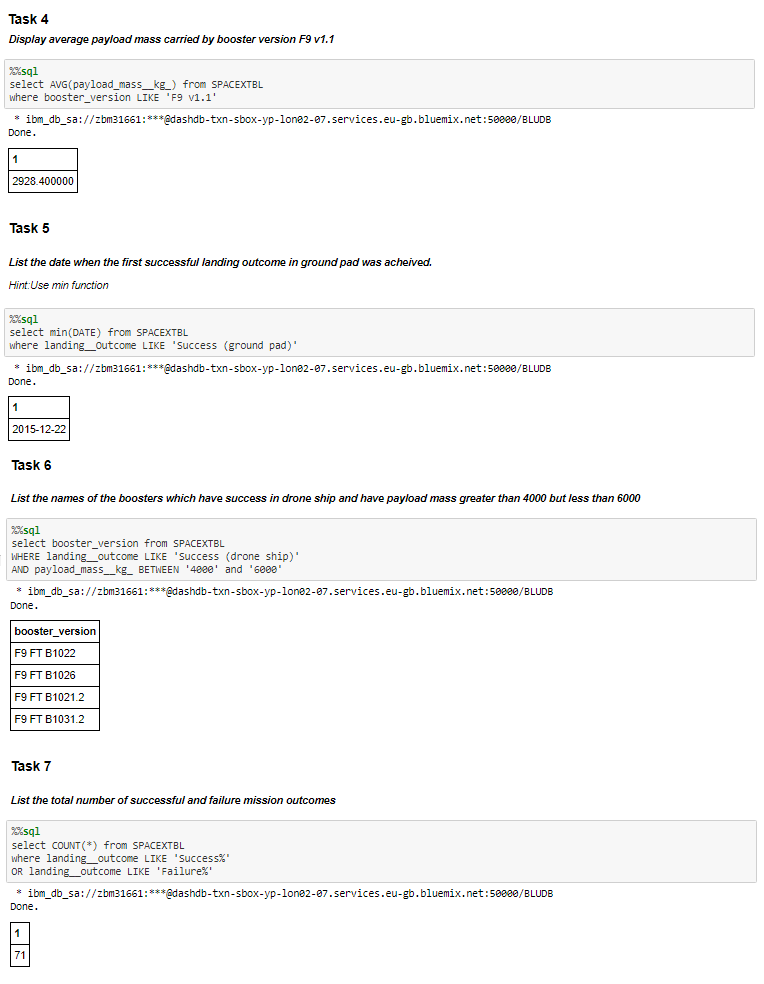 Task 4
Display average payload mass carried by booster version F9 v1.1
%%sql
select AVG(payload_mass__kg_) from SPACEXTBL
where booster_version LIKE 'F9 v1.1'
* ibm_db_sa://zbm31661:***@dashdb-txn-sbox-yp-lon02-07.services.eu-gb.bluemix.net:50000/BLUDB
Done.
1
2928.400000
Task 5
List the date when the first successful landing outcome in ground pad was acheived.
Hint:Use min function
%%sql
select min(DATE) from SPACEXTBL
where landing__Outcome LIKE 'Success (ground pad)'
* ibm_db_sa://zbm31661:***@dashdb-txn-sbox-yp-lon02-07.services.eu-gb.bluemix.net:50000/BLUDB
Done.
1
2015-12-22
Task 6
List the names of the boosters which have success in drone ship and have payload mass greater than 4000 but less than 6000
%%sql
select booster_version from SPACEXTBL
WHERE landing__outcome LIKE 'Success (drone ship)'
AND payload_mass__kg_ BETWEEN '4000' and '6000'
* ibm_db_sa://zbm31661:***@dashdb-txn-sbox-yp-lon02-07.services.eu-gb.bluemix.net:50000/BLUDB
Done.
booster_version
F9 FT B1022
F9 FT B1026
F9 FT B1021.2
F9 FT B1031.2
Task 7
List the total number of successful and failure mission outcomes
%%sql
select COUNT(*) from SPACEXTBL
where landing__outcome LIKE 'Success%'
OR landing__outcome LIKE 'Failure%'
* ibm_db_sa://zbm31661:***@dashdb-txn-sbox-yp-lon02-07.services.eu-gb.bluemix.net:50000/BLUDB
Done.
1
71